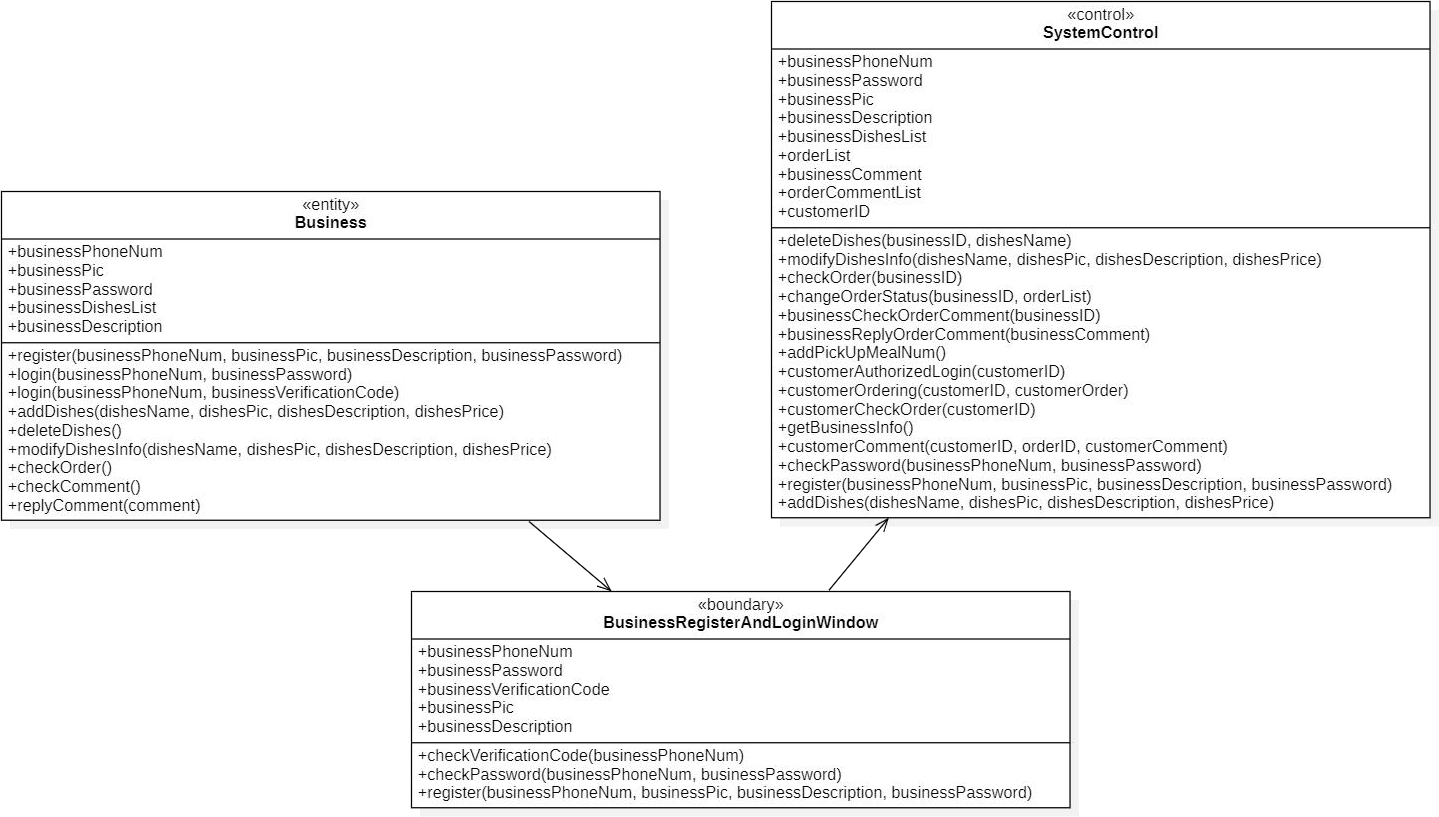 «control»
SystemControl
+businessPhoneNum
+businessPassword
+businessPic
+businessDescription
+businessDishesList
+orderList
+businessComment
+orderCommentList
+customerID
+deleteDishes(businessID, dishesName)
+modifyDishesInfo(dishesName, dishesPic, dishesDescription, dishesPrice)
+checkOrder(businessID)
+changeOrderStatus(businessID, orderList)
+businessCheckOrderComment(businessID)
+businessReplyOrderComment(businessComment)
+addPickUpMealNum()
+customerAuthorizedLogin(customerID)
+customerOrdering(customerID, customerOrder)
+customerCheckOrder(customerID)
+getBusinessInfo()
+customerComment(customerID, orderID, customerComment)
+checkPassword(businessPhoneNum, businessPassword)
+register(businessPhoneNum, businessPic, businessDescription, businessPassword)
+addDishes(dishesName, dishesPic, dishesDescription, dishesPrice)
«entity»
Business
+businessPhoneNum
+businessPic
+businessPassword
+businessDishesList
+businessDescription
+register(businessPhoneNum, businessPic, businessDescription, businessPassword)
+login(businessPhoneNum, businessPassword)
+login(businessPhoneNum, businessVerificationCode)
+addDishes(dishesName, dishesPic, dishesDescription, dishesPrice)
+deleteDishes()
+modifyDishesInfo(dishesName, dishesPic, dishesDescription, dishesPrice)
+checkOrder()
+checkComment()
+replyComment(comment)
«boundary»
BusinessRegisterAndLoginWindow
+businessPhoneNum
+businessPassword
+businessVerificationCode
+businessPic
+businessDescription
+checkVerificationCode(businessPhoneNum)
+checkPassword(businessPhoneNum, businessPassword)
+register(businessPhoneNum, businessPic, businessDescription, businessPassword)